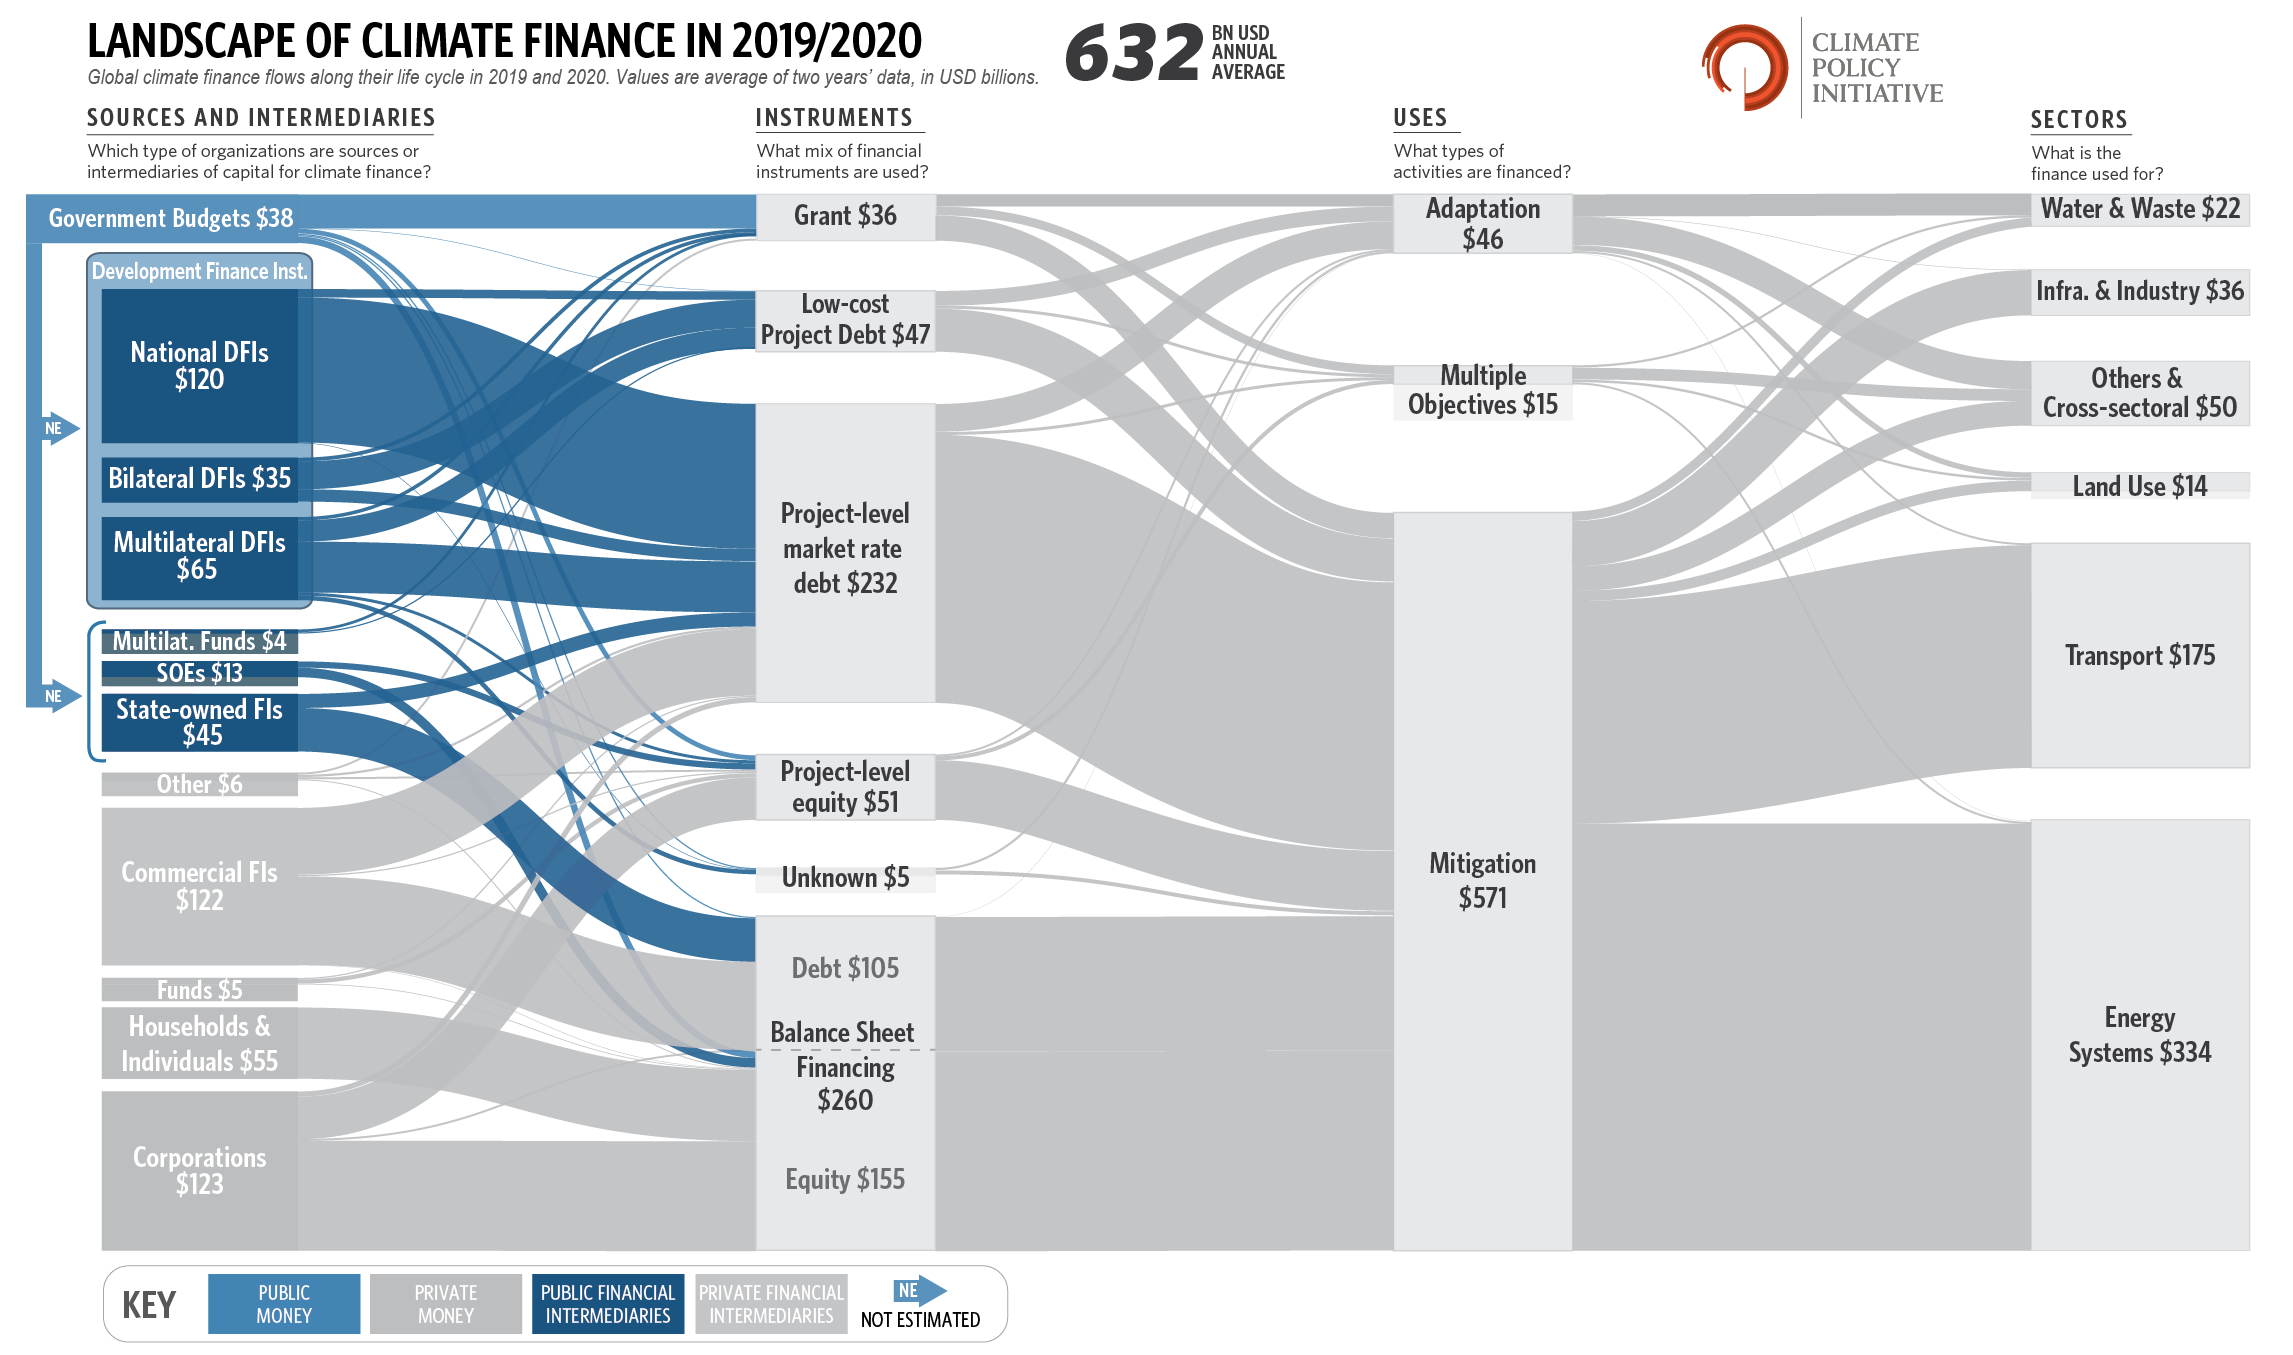 LANDSCAPE OF CLIMATE FINANCE IN 2019/2020
Global climate finance flows along their life cycle in 2019 and 2020. Values are average of two years’ data, in USD billions.
632
BN USD
ANNUAL
AVERAGE
CLIMATE
POLICY
INITIATIVE
SOURCES AND INTERMEDIARIES
Which type of organizations are sources or
intermediaries of capital for climate finance?
INSTRUMENTS
What mix of financial
instruments are used?
USES
What types of
activities are financed?
SECTORS
What is the
finance used for?
Government Budgets $38
Development Finance Inst.
National DFIs
$120
NE
Bilateral DFIs $35
Multilateral DFIs
$65
Multilat. Funds $4
SOEs $13
NE
State-owned FIs
$45
Other $6
Commercial FIs
$122
Funds $5
Households &
Individuals $55
Corporations
$123
Grant $36
Low-cost
Project Debt $47
Project-level
market rate
debt $232
Project-level
equity $51
Unknown $5
Debt $105
Balance Sheet
Financing
$260
Equity $155
Adaptation
$46
Multiple
Objectives $15
Mitigation
$571
Water & Waste $22
Infra. & Industry $36
Others &
Cross-sectoral $50
Land Use $14
Transport $175
Energy
Systems $334
KEY
PUBLIC
MONEY
PRIVATE
MONEY
PUBLIC FINANCIAL
INTERMEDIARIES
PRIVATE FINANCIAL
INTERMEDIARIES
NE
NOT ESTIMATED